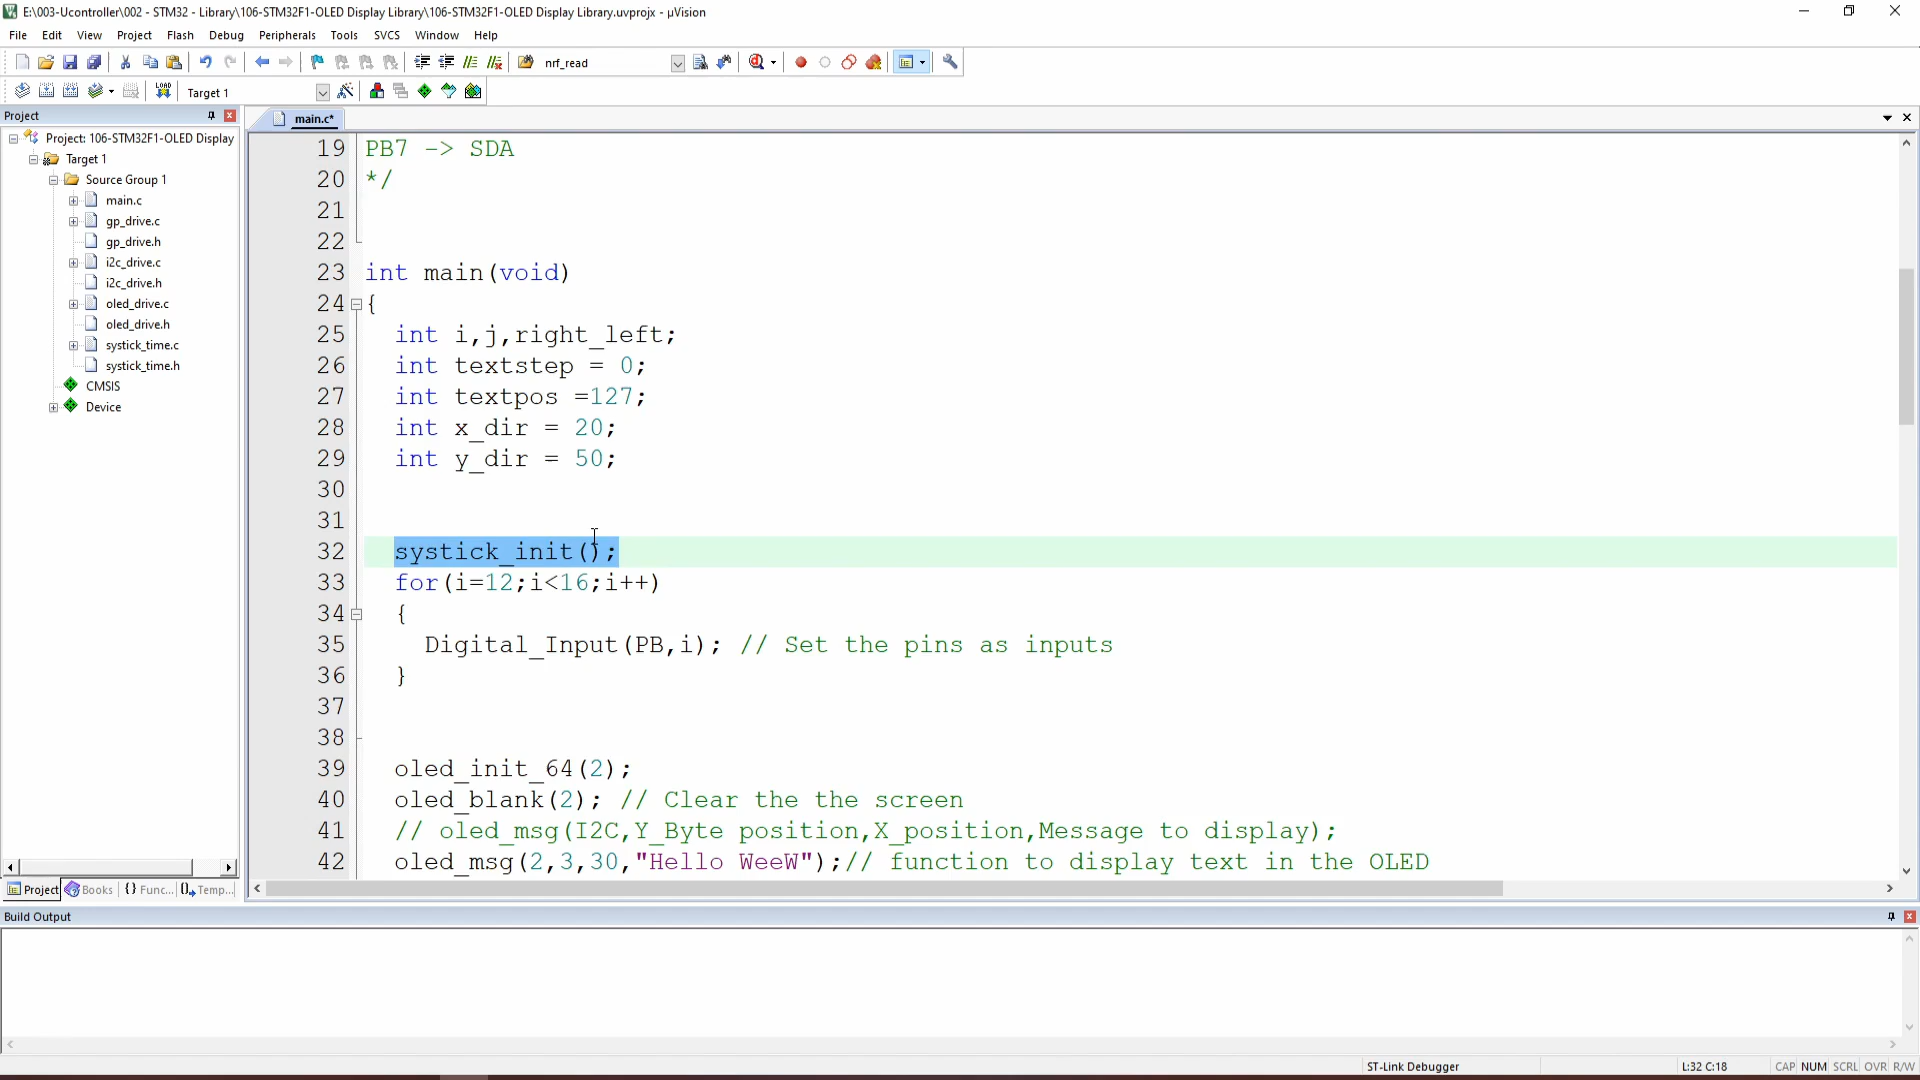 E:\003-Ucontroller\002 - STM32 - Library\106-STM32F1-OLED Display Library\106-STM32F1-OLED Display Library.uvprojx - µVision
File Edit View Project Flash Debug Peripherals Tools SVCS Window Help
nrf_read
LOAD Target 1
Project
Project: 106-STM32F1-OLED Display
Target 1
Source Group 1
main.c
gp_drive.c
gp_drive.h
i2c_drive.c
i2c_drive.h
oled_drive.c
oled_drive.h
systick_time.c
systick_time.h
CMSIS
Device
Project Books {} Func... Temp...
main.c*
19 PB7 -> SDA
20 */
21
22
23 int main(void)
24 {
25 int i,j,right_left;
26 int textstep = 0;
27 int textpos =127;
28 int x_dir = 20;
29 int y_dir = 50;
30
31
32 systick_init();
33 for(i=12;i<16;i++)
34 {
35 Digital_Input(PB,i); // Set the pins as inputs
36 }
37
38
39 oled_init_64(2);
40 oled_blank(2); // Clear the the screen
41 // oled_msg(I2C,Y_Byte position,X_position,Message to display);
42 oled_msg(2,3,30,"Hello WeeW");// function to display text in the OLED
Build Output
ST-Link Debugger L:32 C:18 CAP NUM SCRL OVR R/W